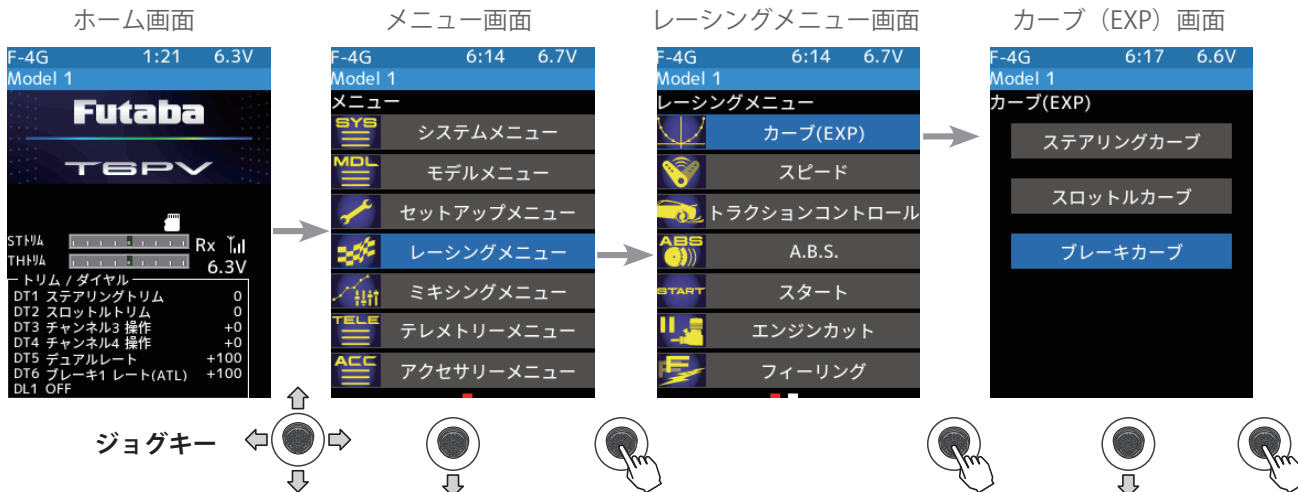 ホーム画面
F-4G 1:21 6.3V
Model 1
Futaba
T6PV
STﾄﾘﾑ
THﾄﾘﾑ
Rx
6.3V
トリム / ダイヤル
DT1 ステアリングトリム 0
DT2 スロットルトリム 0
DT3 チャンネル3 操作 +0
DT4 チャンネル4 操作 +0
DT5 デュアルレート +100
DT6 ブレーキ1 レート(ATL) +100
DL1 OFF
メニュー画面
F-4G 6:14 6.7V
Model 1
メニュー
SYS システムメニュー
MDL モデルメニュー
セットアップメニュー
レーシングメニュー
ミキシングメニュー
TELE テレメトリーメニュー
ACC アクセサリーメニュー
レーシングメニュー画面
F-4G 6:14 6.7V
Model 1
レーシングメニュー
カーブ(EXP)
スピード
トラクションコントロール
ABS A.B.S.
START スタート
エンジンカット
フィーリング
カーブ（EXP）画面
F-4G 6:17 6.6V
Model 1
カーブ(EXP)
ステアリングカーブ
スロットルカーブ
ブレーキカーブ
ジョグキー